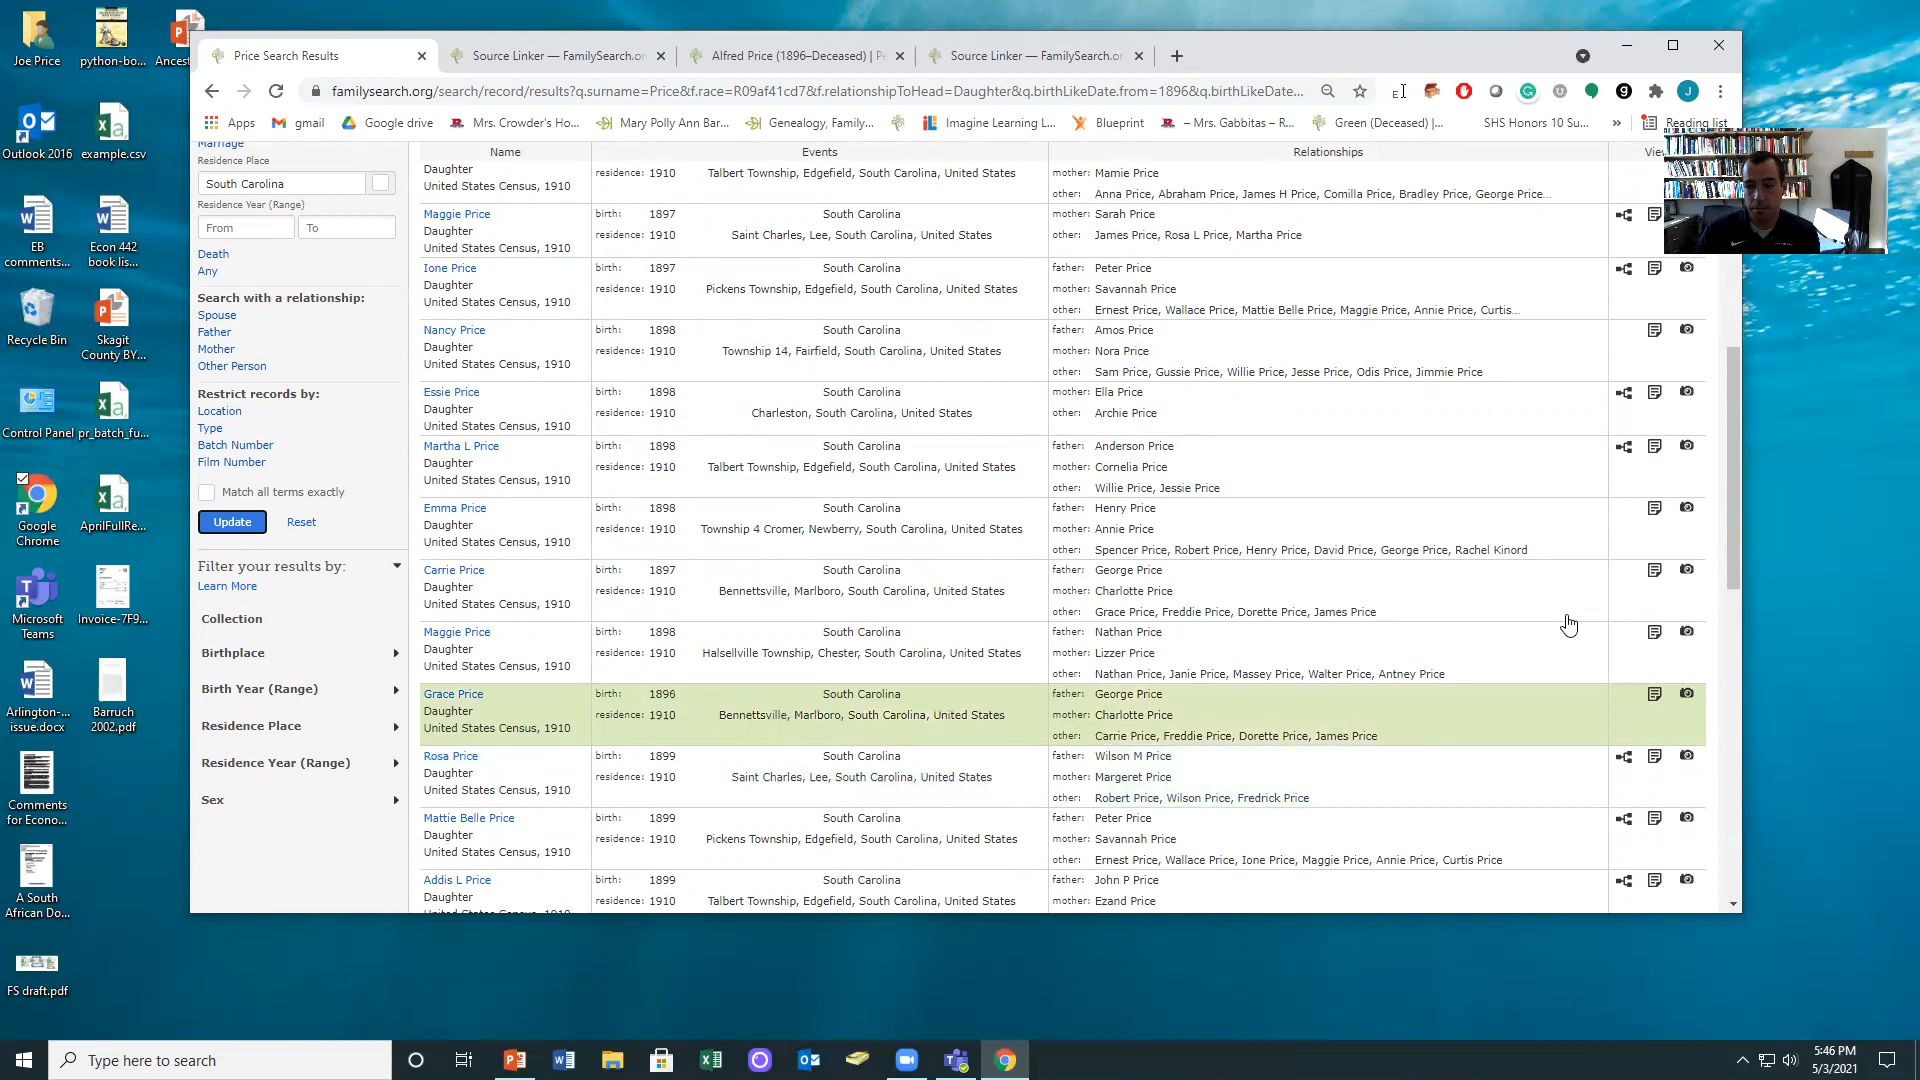 Joe Price
python-bo...
Ancest
Outlook 2016
example.csv
EB comments...
Econ 442 book lis...
Recycle Bin
Skagit County BY...
Control Panel
pr_batch_fu...
Google Chrome
AprilFullRe...
Microsoft Teams
Invoice-7F9...
Arlington-... issue.docx
Barruch 2002.pdf
Comments for Econo...
A South African Do...
FS draft.pdf
Price Search Results
Source Linker — FamilySearch.or
Alfred Price (1896–Deceased) | Pe
Source Linker — FamilySearch.or
familysearch.org/search/record/results?q.surname=Price&f.race=R09af41cd7&f.relationshipToHead=Daughter&q.birthLikeDate.from=1896&q.birthLikeDate...
Apps
gmail
Google drive
Mrs. Crowder's Ho...
Mary Polly Ann Bar...
Genealogy, Family...
Imagine Learning L...
Blueprint
– Mrs. Gabbitas – R...
Green (Deceased) |...
SHS Honors 10 Su...
»
Reading list
Marriage
Residence Place
South Carolina
Residence Year (Range)
From
To
Death
Any
Search with a relationship:
Spouse
Father
Mother
Other Person
Restrict records by:
Location
Type
Batch Number
Film Number
Match all terms exactly
Update
Reset
Filter your results by:
Learn More
Collection
Birthplace
Birth Year (Range)
Residence Place
Residence Year (Range)
Sex
Name Events Relationships View
Daughter residence: 1910 Talbert Township, Edgefield, South Carolina, United States mother: Mamie Price
United States Census, 1910 other: Anna Price, Abraham Price, James H Price, Comilla Price, Bradley Price, George Price...
Maggie Price birth: 1897 South Carolina mother: Sarah Price
Daughter residence: 1910 Saint Charles, Lee, South Carolina, United States other: James Price, Rosa L Price, Martha Price
United States Census, 1910
Ione Price birth: 1897 South Carolina father: Peter Price
Daughter residence: 1910 Pickens Township, Edgefield, South Carolina, United States mother: Savannah Price
United States Census, 1910 other: Ernest Price, Wallace Price, Mattie Belle Price, Maggie Price, Annie Price, Curtis...
Nancy Price birth: 1898 South Carolina father: Amos Price
Daughter residence: 1910 Township 14, Fairfield, South Carolina, United States mother: Nora Price
United States Census, 1910 other: Sam Price, Gussie Price, Willie Price, Jesse Price, Odis Price, Jimmie Price
Essie Price birth: 1898 South Carolina mother: Ella Price
Daughter residence: 1910 Charleston, South Carolina, United States other: Archie Price
United States Census, 1910
Martha L Price birth: 1898 South Carolina father: Anderson Price
Daughter residence: 1910 Talbert Township, Edgefield, South Carolina, United States mother: Cornelia Price
United States Census, 1910 other: Willie Price, Jessie Price
Emma Price birth: 1898 South Carolina father: Henry Price
Daughter residence: 1910 Township 4 Cromer, Newberry, South Carolina, United States mother: Annie Price
United States Census, 1910 other: Spencer Price, Robert Price, Henry Price, David Price, George Price, Rachel Kinord
Carrie Price birth: 1897 South Carolina father: George Price
Daughter residence: 1910 Bennettsville, Marlboro, South Carolina, United States mother: Charlotte Price
United States Census, 1910 other: Grace Price, Freddie Price, Dorette Price, James Price
Maggie Price birth: 1898 South Carolina father: Nathan Price
Daughter residence: 1910 Halsellville Township, Chester, South Carolina, United States mother: Lizzer Price
United States Census, 1910 other: Nathan Price, Janie Price, Massey Price, Walter Price, Antney Price
Grace Price birth: 1896 South Carolina father: George Price
Daughter residence: 1910 Bennettsville, Marlboro, South Carolina, United States mother: Charlotte Price
United States Census, 1910 other: Carrie Price, Freddie Price, Dorette Price, James Price
Rosa Price birth: 1899 South Carolina father: Wilson M Price
Daughter residence: 1910 Saint Charles, Lee, South Carolina, United States mother: Margeret Price
United States Census, 1910 other: Robert Price, Wilson Price, Fredrick Price
Mattie Belle Price birth: 1899 South Carolina father: Peter Price
Daughter residence: 1910 Pickens Township, Edgefield, South Carolina, United States mother: Savannah Price
United States Census, 1910 other: Ernest Price, Wallace Price, Ione Price, Maggie Price, Annie Price, Curtis Price
Addis L Price birth: 1899 South Carolina father: John P Price
Daughter residence: 1910 Talbert Township, Edgefield, South Carolina, United States mother: Ezand Price
Type here to search
5:46 PM
5/3/2021